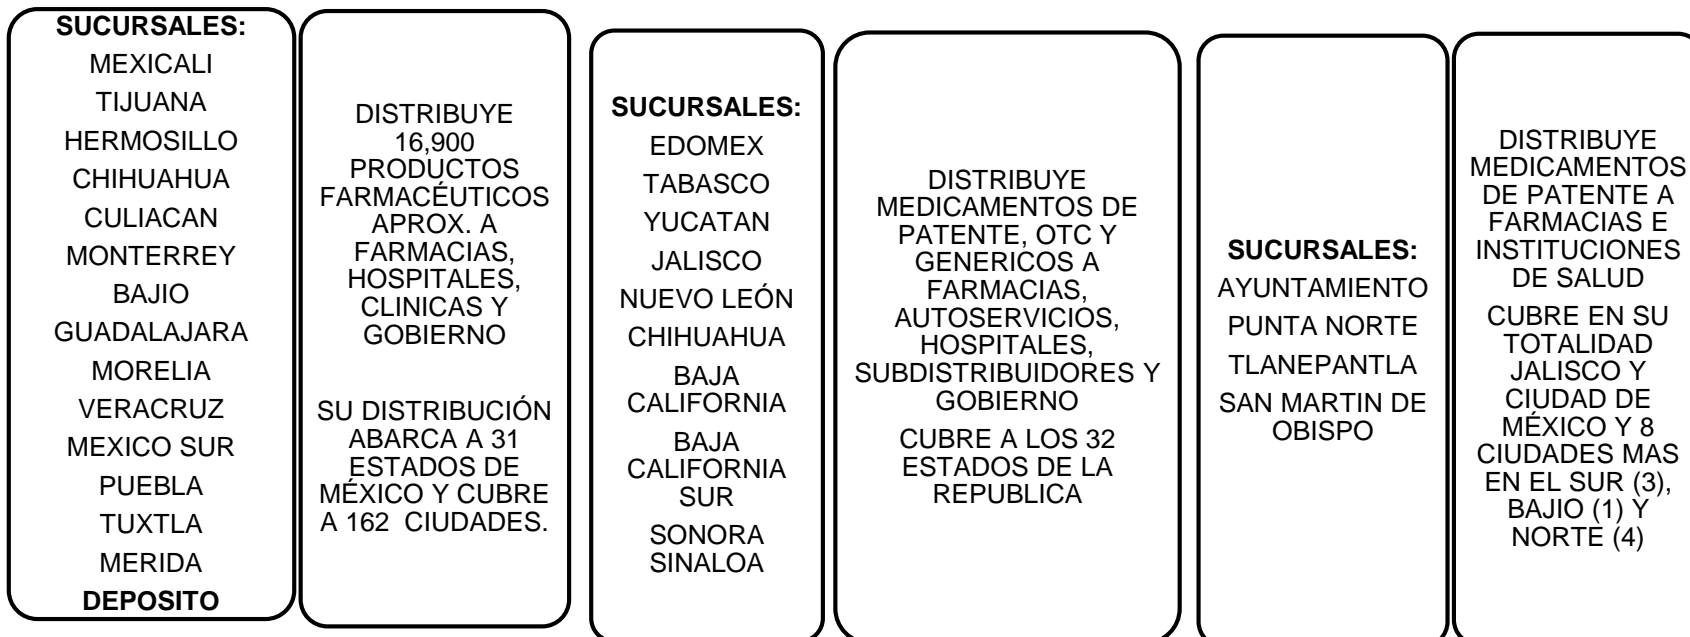 SUCURSALES:
MEXICALI
TIJUANA
HERMOSILLO
CHIHUAHUA
CULIACAN
MONTERREY
BAJIO
GUADALAJARA
MORELIA
VERACRUZ
MEXICO SUR
PUEBLA
TUXTLA
MERIDA
DEPOSITO
DISTRIBUYE
16,900
PRODUCTOS
FARMACÉUTICOS
APROX. A
FARMACIAS,
HOSPITALES,
CLINICAS Y
GOBIERNO
SU DISTRIBUCIÓN
ABARCA A 31
ESTADOS DE
MÉXICO Y CUBRE
A 162 CIUDADES.
SUCURSALES:
EDOMEX
TABASCO
YUCATAN
JALISCO
NUEVO LEÓN
CHIHUAHUA
BAJA
CALIFORNIA
BAJA
CALIFORNIA
SUR
SONORA
SINALOA
DISTRIBUYE
MEDICAMENTOS DE
PATENTE, OTC Y
GENERICOS A
FARMACIAS,
AUTOSERVICIOS,
HOSPITALES,
SUBDISTRIBUIDORES Y
GOBIERNO
CUBRE A LOS 32
ESTADOS DE LA
REPUBLICA
SUCURSALES:
AYUNTAMIENTO
PUNTA NORTE
TLANEPANTLA
SAN MARTIN DE
OBISPO
DISTRIBUYE
MEDICAMENTOS
DE PATENTE A
FARMACIAS E
INSTITUCIONES
DE SALUD
CUBRE EN SU
TOTALIDAD
JALISCO Y
CIUDAD DE
MÉXICO Y 8
CIUDADES MAS
EN EL SUR (3),
BAJIO (1) Y
NORTE (4)